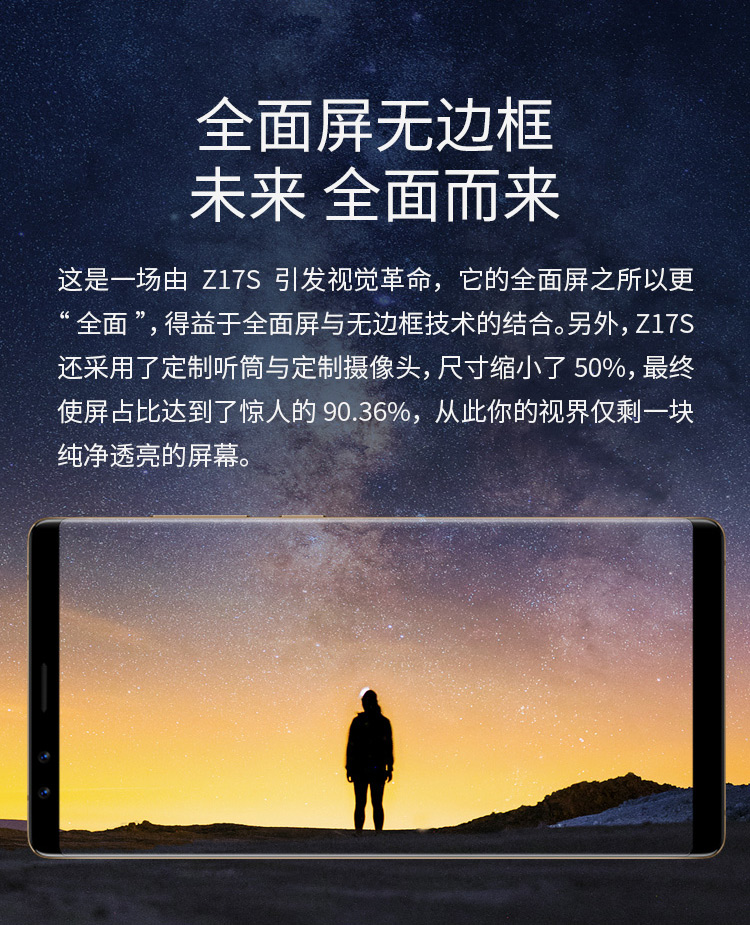 全面屏无边框
未来 全面而来
这是一场由 Z17S 引发视觉革命，它的全面屏之所以更
“ 全面 ”，得益于全面屏与无边框技术的结合。另外，Z17S
还采用了定制听筒与定制摄像头，尺寸缩小了 50%，最终
使屏占比达到了惊人的 90.36%，从此你的视界仅剩一块
纯净透亮的屏幕。